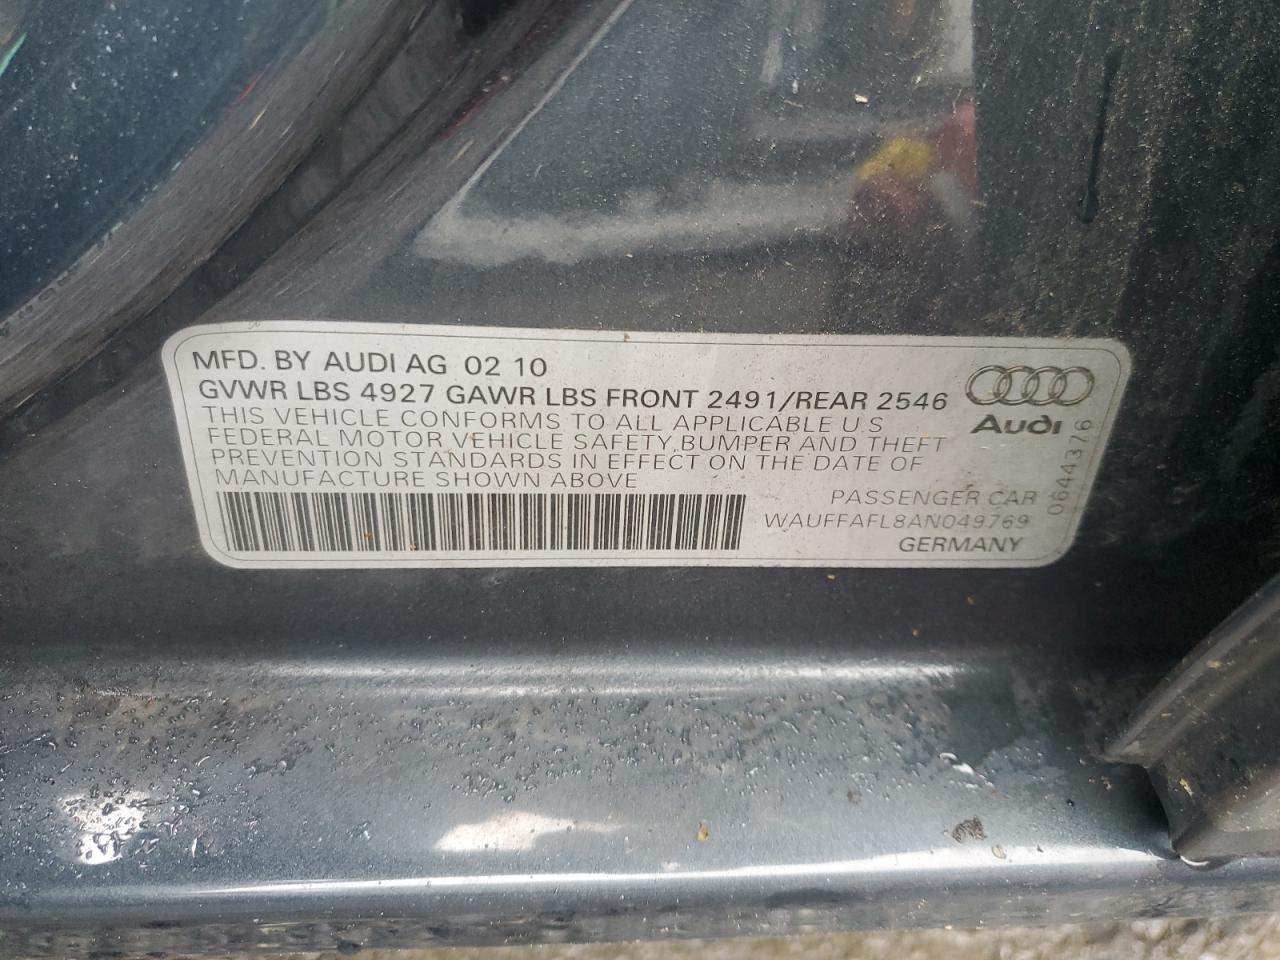 MFD. BY AUDI AG 02 10
GVWR LBS 4927 GAWR LBS FRONT 2491/REAR 2546
THIS VEHICLE CONFORMS TO ALL APPLICABLE U S
FEDERAL MOTOR VEHICLE SAFETY, BUMPER AND THEFT
PREVENTION STANDARDS IN EFFECT ON THE DATE OF
MANUFACTURE SHOWN ABOVE
Audi
0644376
PASSENGER CAR
WAUFFAFL8AN049769
GERMANY